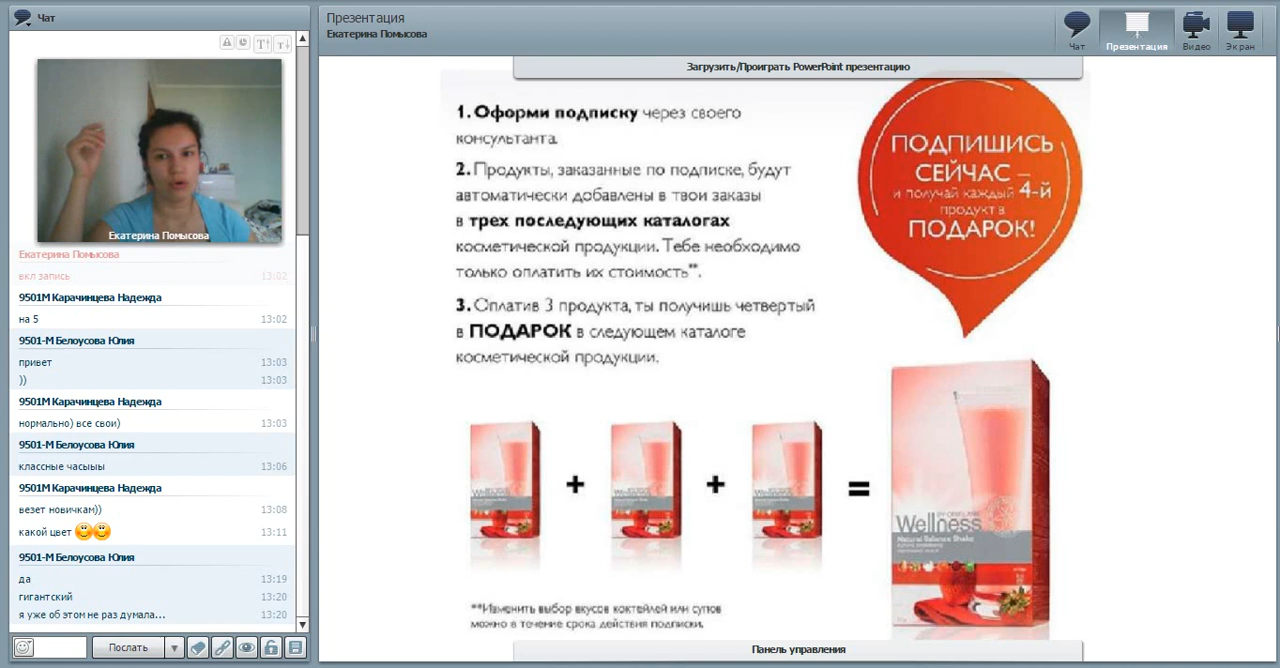 Чат
Екатерина Помысова
Екатерина Помысова
вкл запись 13:02
9501М Карачинцева Надежда
на 5 13:02
9501-М Белоусова Юлия
привет 13:03
)) 13:03
9501М Карачинцева Надежда
нормально) все свои) 13:03
9501-М Белоусова Юлия
классные часыыы 13:06
9501М Карачинцева Надежда
везет новичкам)) 13:08
какой цвет 13:11
9501-М Белоусова Юлия
да 13:19
гигантский 13:20
я уже об этом не раз думала... 13:20
Послать
Презентация
Екатерина Помысова
Чат
Презентация
Видео
Экран
Загрузить/Проиграть PowerPoint презентацию
1. Оформи подписку через своего
консультанта.
2. Продукты, заказанные по подписке, будут
автоматически добавлены в твои заказы
в трех последующих каталогах
косметической продукции. Тебе необходимо
только оплатить их стоимость**.
3. Оплатив 3 продукта, ты получишь четвертый
в ПОДАРОК в следующем каталоге
косметической продукции.
ПОДПИШИСЬ
СЕЙЧАС –
и получай каждый 4-й
продукт в
ПОДАРОК!
+
+
=
BY ORIFLAME
Wellness
Natural Balance Shake
**Изменить выбор вкусов коктейлей или супов
можно в течение срока действия подписки.
Панель управления